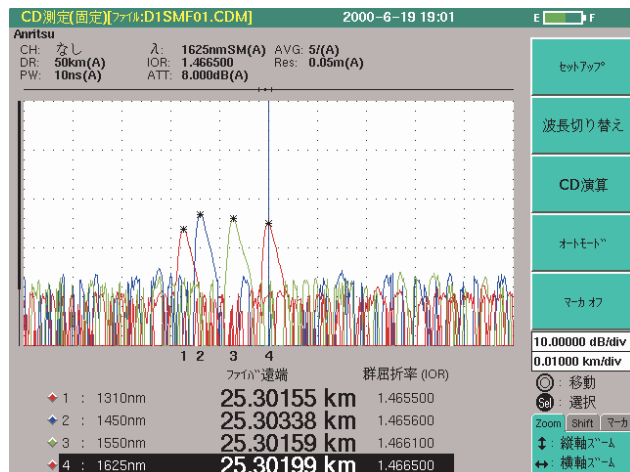 CD測定(固定)[ファイル:D1SMF01.CDM] 2000-6-19 19:01 E F
Anritsu
CH: なし λ: 1625nmSM(A) AVG: 5/(A)
DR: 50km(A) IOR: 1.466500 Res: 0.05m(A)
PW: 10ns(A) ATT: 8.000dB(A)
セットアップ
波長切り替え
CD演算
オートモード
マーカ オフ
10.00000 dB/div
0.01000 km/div
1 2 3 4
ファイバ遠端 群屈折率 (IOR)
1 : 1310nm 25.30155 km 1.465500
2 : 1450nm 25.30338 km 1.465600
3 : 1550nm 25.30159 km 1.466100
4 : 1625nm 25.30199 km 1.466500
: 移動
Sel : 選択
Zoom Shift マーカ
: 縦軸ズーム
: 横軸ズーム